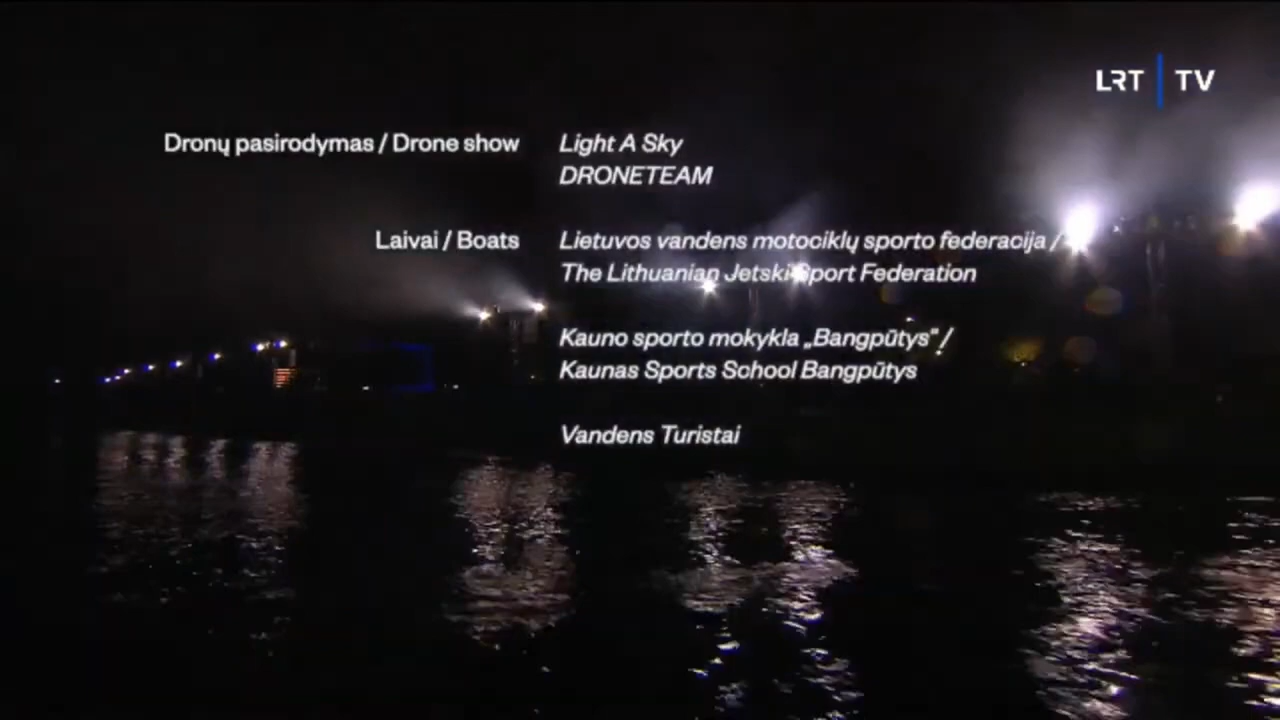 LRT | TV
Dronų pasirodymas / Drone show
Light A Sky
DRONETEAM
Laivai / Boats
Lietuvos vandens motociklų sporto federacija /
The Lithuanian Jetski Sport Federation
Kauno sporto mokykla „Bangpūtys" /
Kaunas Sports School Bangpūtys
Vandens Turistai